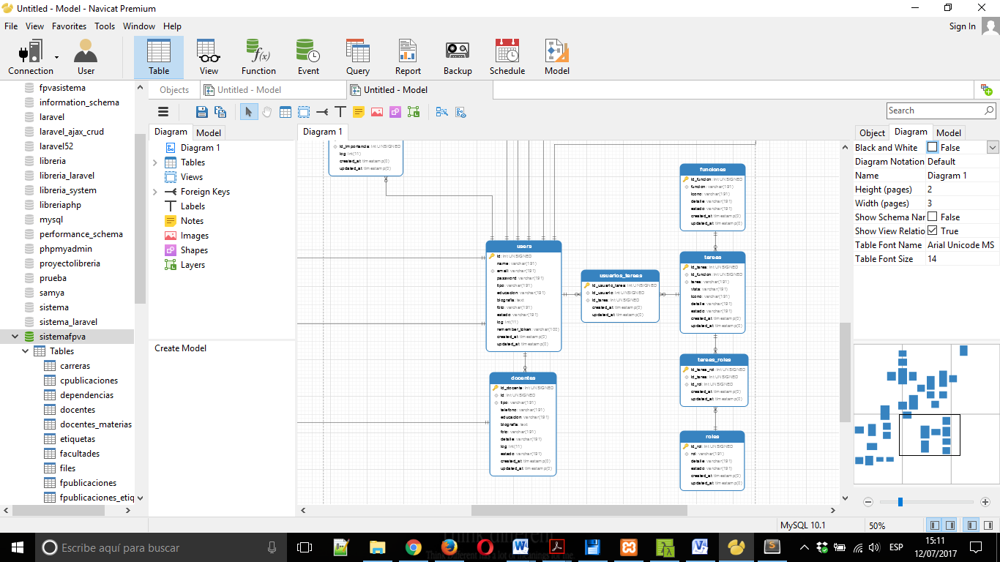 Untitled - Model - Navicat Premium
File View Favorites Tools Window Help
Sign In
Connection User Table View Function Event Query Report Backup Schedule Model
fpvasistema
information_schema
laravel
laravel_ajax_crud
laravel52
libreria
libreria_laravel
libreria_system
libreriaphp
mysql
performance_schema
phpmyadmin
proyectolibreria
prueba
samya
sistema
sistema_laravel
sistemafpva
Tables
carreras
cpublicaciones
dependencias
docentes
docentes_materias
etiquetas
facultades
files
fpublicaciones
fpublicaciones_etiq
Objects Untitled - Model Untitled - Model
Search
Diagram Model
Diagram 1
Tables
Views
Foreign Keys
Labels
Notes
Images
Shapes
Layers
Create Model
Diagram 1
id_importancia: int UNSIGNED
log: int(11)
created_at: timestamp(0)
updated_at: timestamp(0)
users
id: int UNSIGNED
name: varchar(191)
email: varchar(191)
password: varchar(191)
tipo: varchar(191)
educacion: varchar(191)
biografia: text
foto: varchar(191)
estado: varchar(191)
log: int(11)
remember_token: varchar(100)
created_at: timestamp(0)
updated_at: timestamp(0)
docentes
id_docente: int UNSIGNED
id: int UNSIGNED
tipo: varchar(191)
telefono: varchar(191)
educacion: varchar(191)
biografia: text
foto: varchar(191)
detalle: varchar(191)
log: int(11)
estado: varchar(191)
created_at: timestamp(0)
updated_at: timestamp(0)
usuarios_tareas
id_usuario_tarea: int UNSIGNED
id_usuario: int UNSIGNED
id_tarea: int UNSIGNED
created_at: timestamp(0)
updated_at: timestamp(0)
funciones
id_funcion: int UNSIGNED
funcion: varchar(191)
icono: varchar(191)
detalle: varchar(191)
estado: varchar(191)
created_at: timestamp(0)
updated_at: timestamp(0)
tareas
id_tarea: int UNSIGNED
id_funcion: int UNSIGNED
tarea: varchar(191)
vista: varchar(191)
icono: varchar(191)
detalle: varchar(191)
estado: varchar(191)
created_at: timestamp(0)
updated_at: timestamp(0)
tareas_roles
id_tarea_rol: int UNSIGNED
id_tarea: int UNSIGNED
id_rol: int UNSIGNED
created_at: timestamp(0)
updated_at: timestamp(0)
roles
id_rol: int UNSIGNED
rol: varchar(191)
detalle: varchar(191)
estado: varchar(191)
created_at: timestamp(0)
updated_at: timestamp(0)
Object Diagram Model
Black and White False
Diagram Notation Default
Name Diagram 1
Height (pages) 2
Width (pages) 3
Show Schema Nar False
Show View Relatio True
Table Font Name Arial Unicode MS
Table Font Size 14
MySQL 10.1 50%
Escribe aquí para buscar
ESP
15:11
12/07/2017